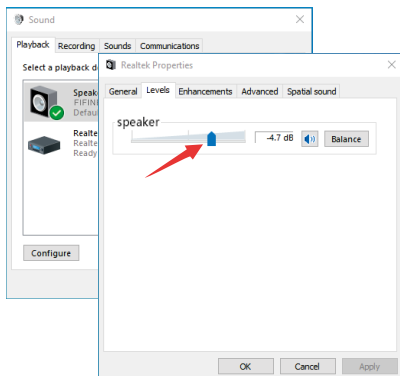 Sound
Playback Recording Sounds Communications
Select a playback d
Speak
FIFINE
Defau
Realte
Realte
Ready
Configure
Realtek Properties
General Levels Enhancements Advanced Spatial sound
speaker
-4.7 dB Balance
OK Cancel Apply